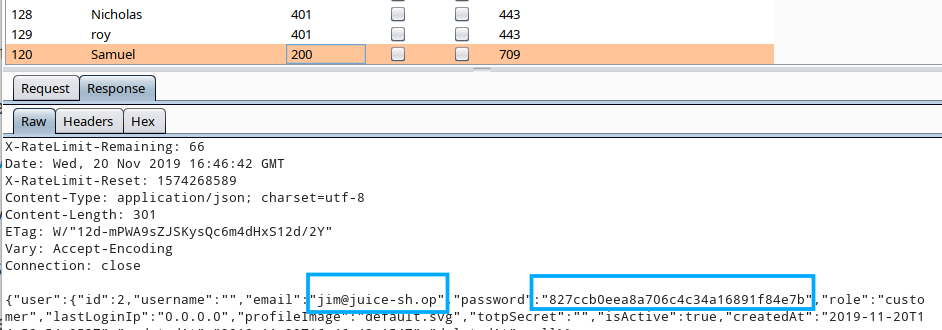 128 Nicholas 401 443
129 roy 401 443
120 Samuel 200 709
Request Response
Raw Headers Hex
X-RateLimit-Remaining: 66
Date: Wed, 20 Nov 2019 16:46:42 GMT
X-RateLimit-Reset: 1574268589
Content-Type: application/json; charset=utf-8
Content-Length: 301
ETag: W/"12d-mPWA9sZJSKysQc6m4dHxS12d/2Y"
Vary: Accept-Encoding
Connection: close
{"user":{"id":2,"username":"","email":"jim@juice-sh.op","password":"827ccb0eea8a706c4c34a16891f84e7b","role":"custo
mer","lastLoginIp":"0.0.0.0","profileImage":"default.svg","totpSecret":"","isActive":true,"createdAt":"2019-11-20T1